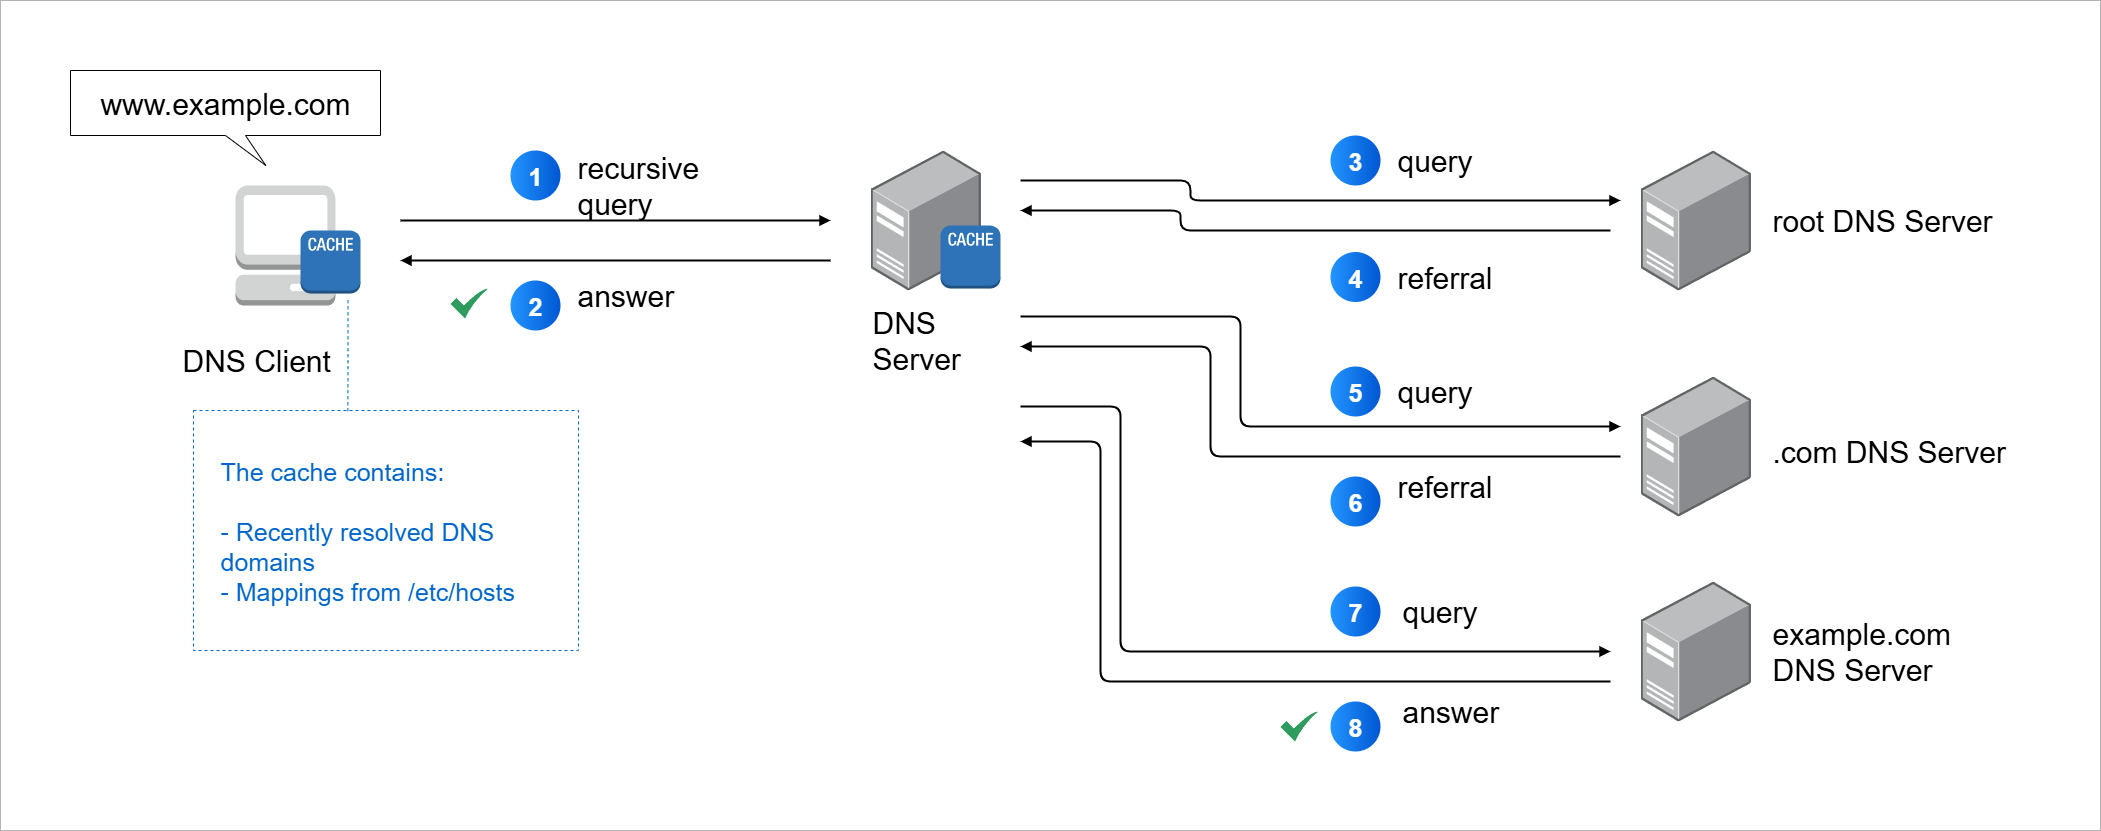 www.example.com
1
recursive
query
CACHE
2
answer
DNS Client
The cache contains:
- Recently resolved DNS
domains
- Mappings from /etc/hosts
CACHE
DNS
Server
3
query
4
referral
root DNS Server
5
query
6
referral
.com DNS Server
7
query
8
answer
example.com
DNS Server